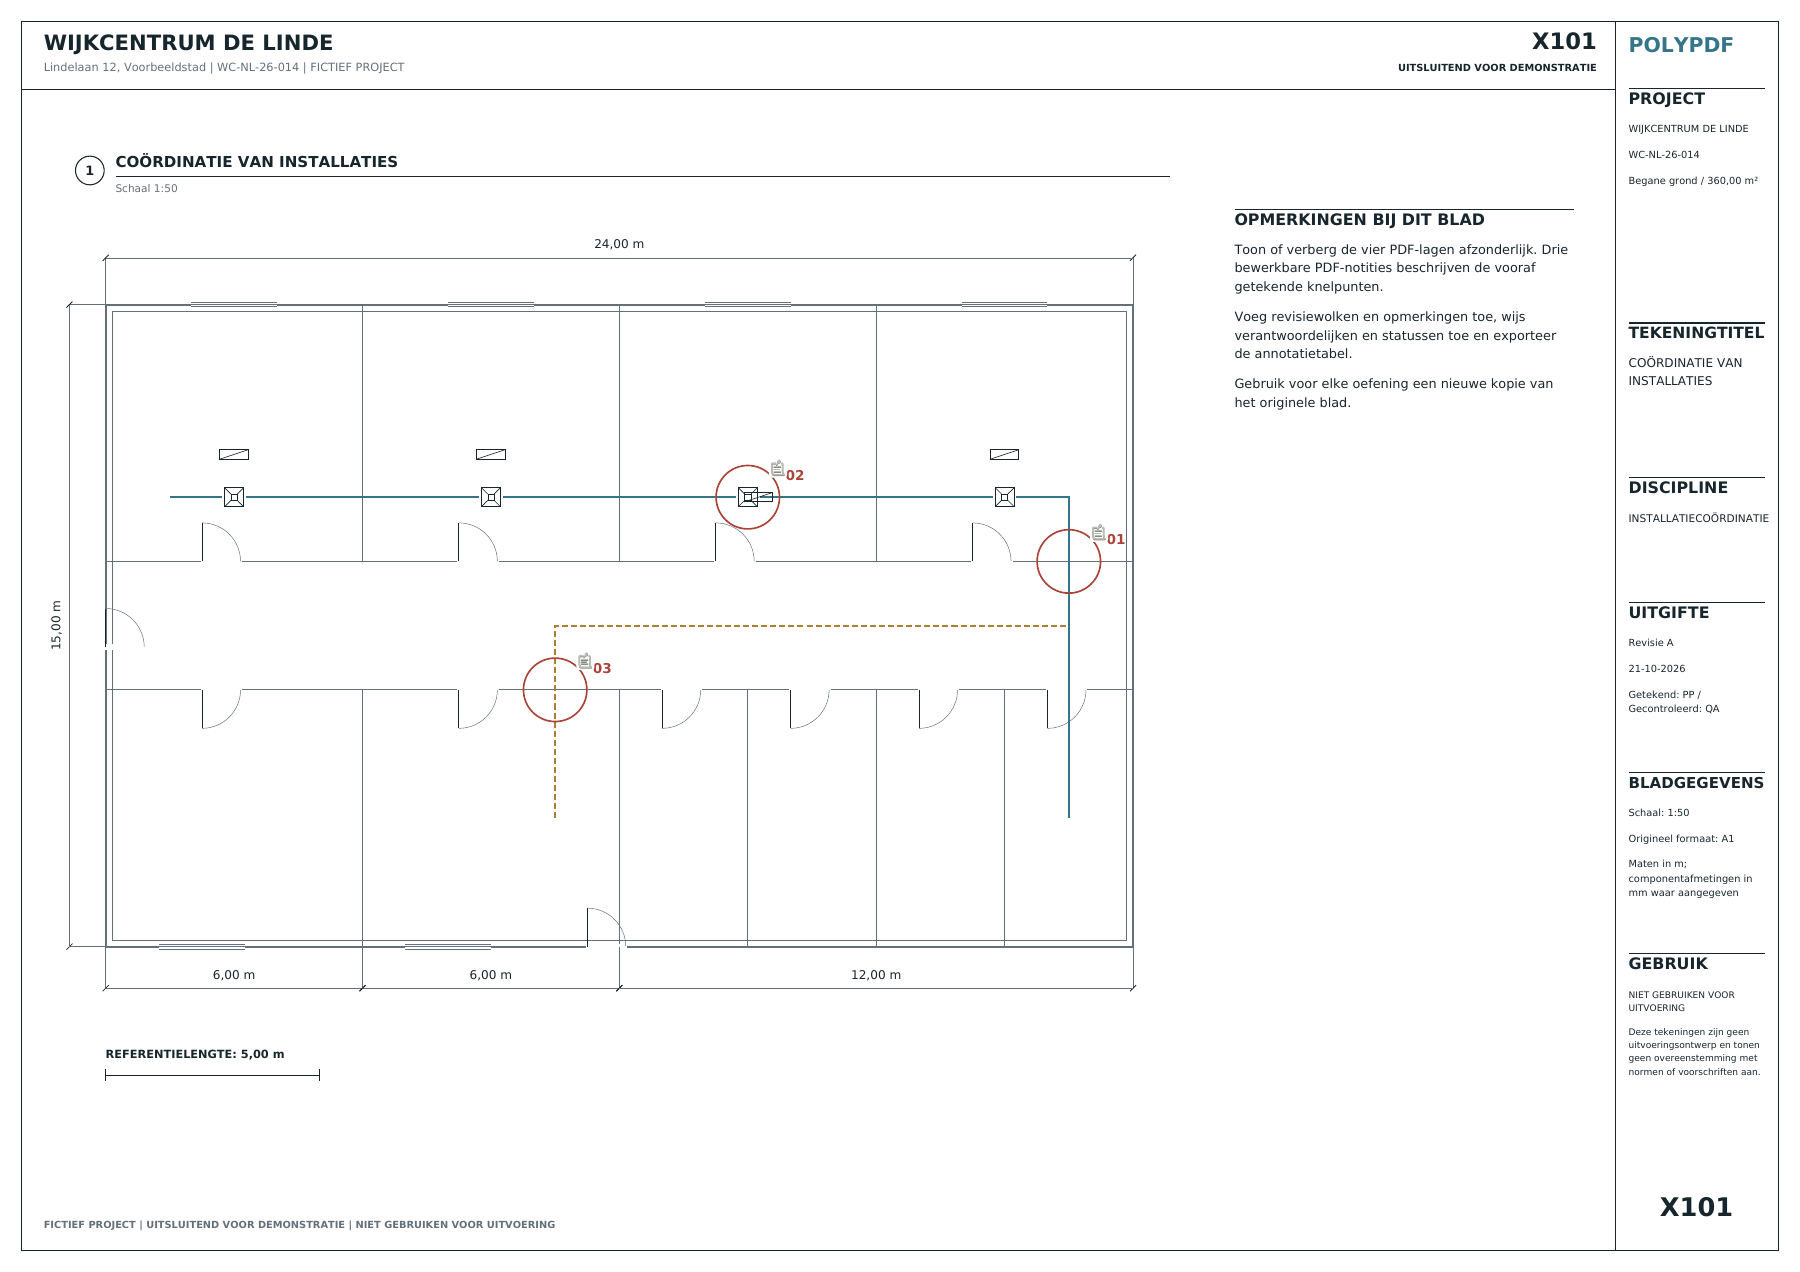 WIJKCENTRUM DE LINDE
Lindelaan 12, Voorbeeldstad | WC-NL-26-014 | FICTIEF PROJECT
X101
UITSLUITEND VOOR DEMONSTRATIE
1
COÖRDINATIE VAN INSTALLATIES
Schaal 1:50
24,00 m
15,00 m
02
01
03
6,00 m
6,00 m
12,00 m
REFERENTIELENGTE: 5,00 m
OPMERKINGEN BIJ DIT BLAD
Toon of verberg de vier PDF-lagen afzonderlijk. Drie
bewerkbare PDF-notities beschrijven de vooraf
getekende knelpunten.
Voeg revisiewolken en opmerkingen toe, wijs
verantwoordelijken en statussen toe en exporteer
de annotatietabel.
Gebruik voor elke oefening een nieuwe kopie van
het originele blad.
POLYPDF
PROJECT
WIJKCENTRUM DE LINDE
WC-NL-26-014
Begane grond / 360,00 m²
TEKENINGTITEL
COÖRDINATIE VAN
INSTALLATIES
DISCIPLINE
INSTALLATIECOÖRDINATIE
UITGIFTE
Revisie A
21-10-2026
Getekend: PP /
Gecontroleerd: QA
BLADGEGEVENS
Schaal: 1:50
Origineel formaat: A1
Maten in m;
componentafmetingen in
mm waar aangegeven
GEBRUIK
NIET GEBRUIKEN VOOR
UITVOERING
Deze tekeningen zijn geen
uitvoeringsontwerp en tonen
geen overeenstemming met
normen of voorschriften aan.
X101
FICTIEF PROJECT | UITSLUITEND VOOR DEMONSTRATIE | NIET GEBRUIKEN VOOR UITVOERING